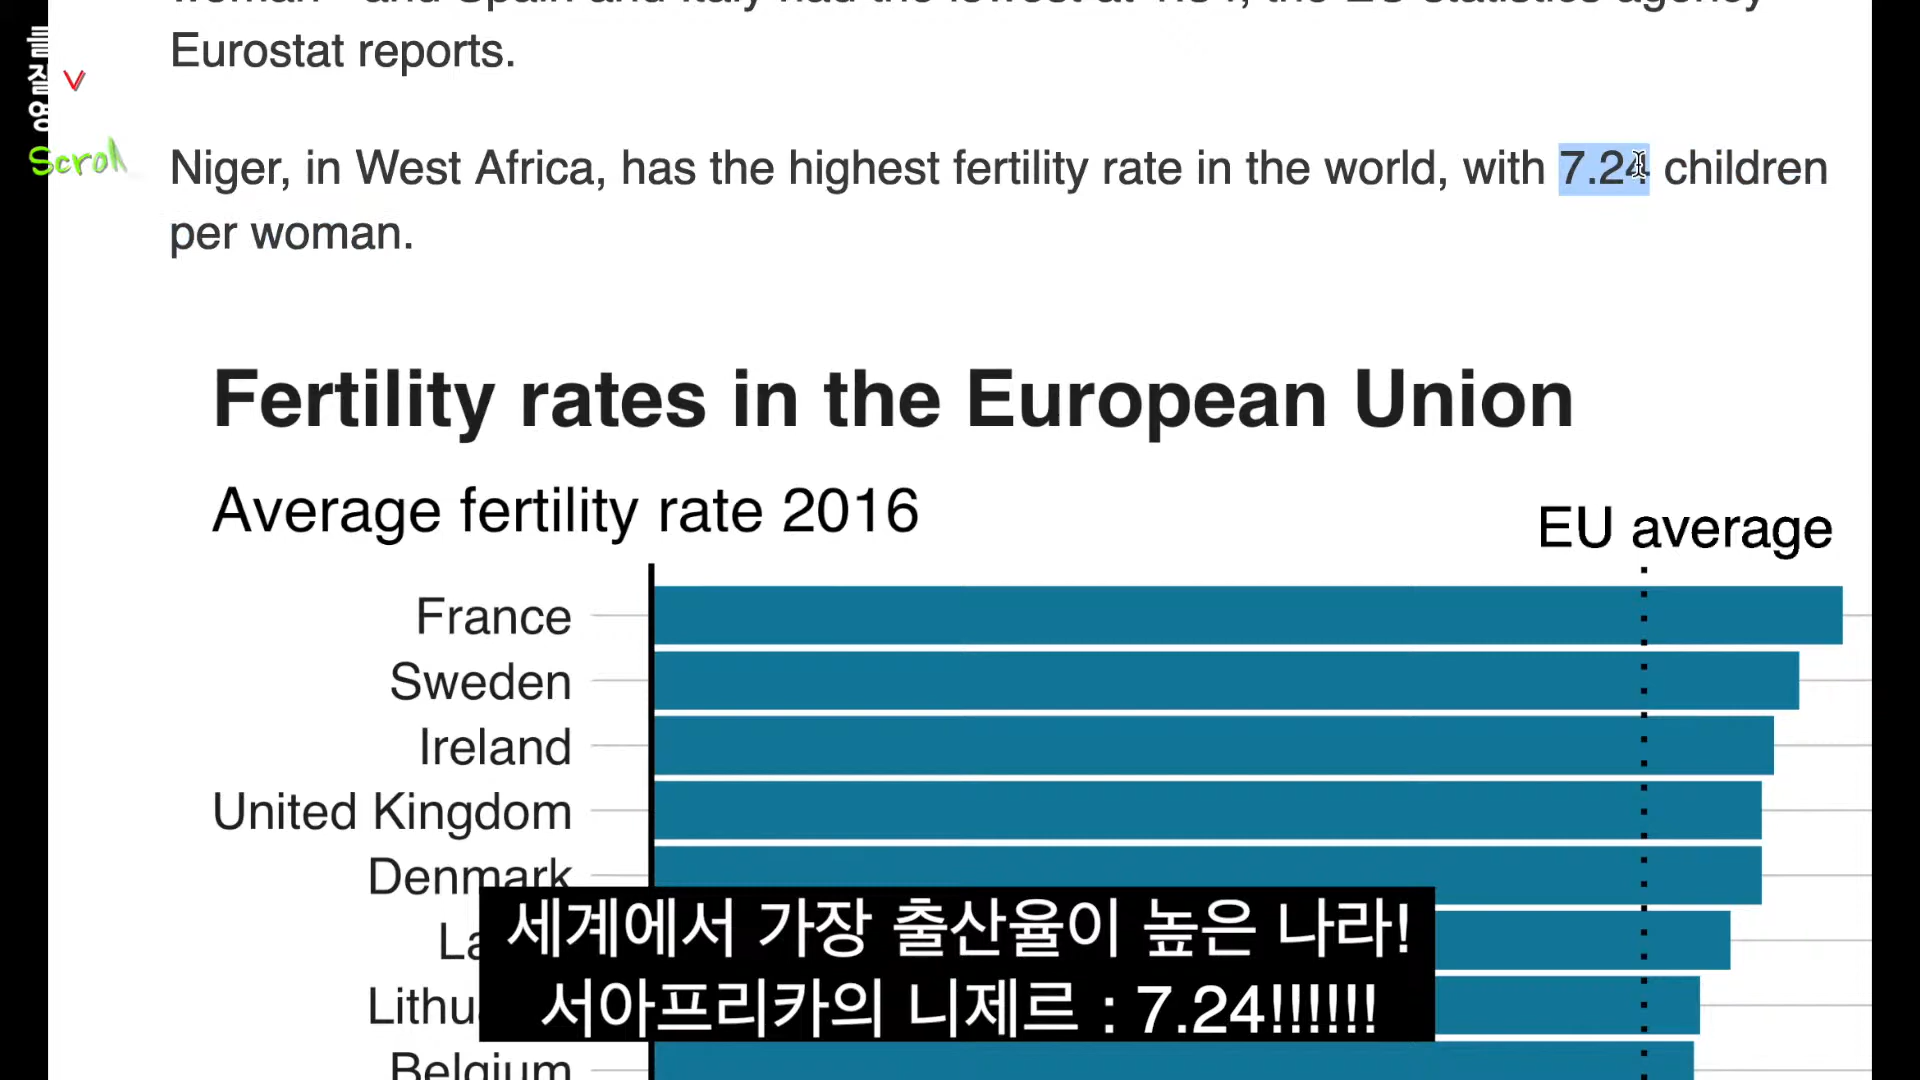 Eurostat reports.
Scroll
Niger, in West Africa, has the highest fertility rate in the world, with 7.24 children
per woman.
Fertility rates in the European Union
Average fertility rate 2016
EU average
France
Sweden
Ireland
United Kingdom
Denmark
La
Lithu
Belgium
세계에서 가장 출산율이 높은 나라!
서아프리카의 니제르 : 7.24!!!!!!